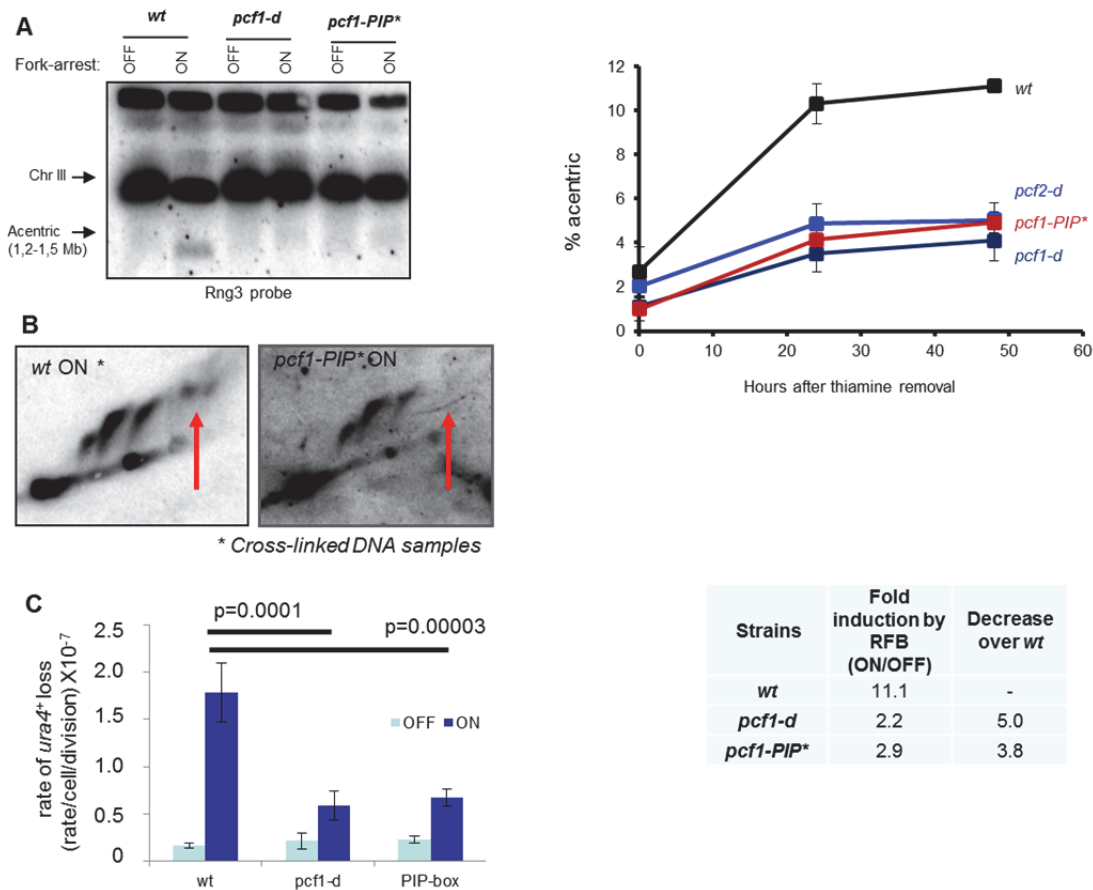 A
wt
pcf1-d
pcf1-PIP*
Fork-arrest:
OFF
ON
OFF
ON
OFF
ON
Chr III
Acentric
(1,2-1,5 Mb)
Rng3 probe
% acentric
12
10
8
6
4
2
0
0
10
20
30
40
50
60
Hours after thiamine removal
wt
pcf2-d
pcf1-PIP*
pcf1-d
B
wt ON *
pcf1-PIP* ON
* Cross-linked DNA samples
C
p=0.0001
p=0.00003
rate of ura4+ loss
(rate/cell/division) X10-7
2.5
2.0
1.5
1.0
0.5
0
OFF
ON
wt
pcf1-d
PIP-box
Strains
Fold
induction by
RFB
(ON/OFF)
Decrease
over wt
wt
11.1
-
pcf1-d
2.2
5.0
pcf1-PIP*
2.9
3.8